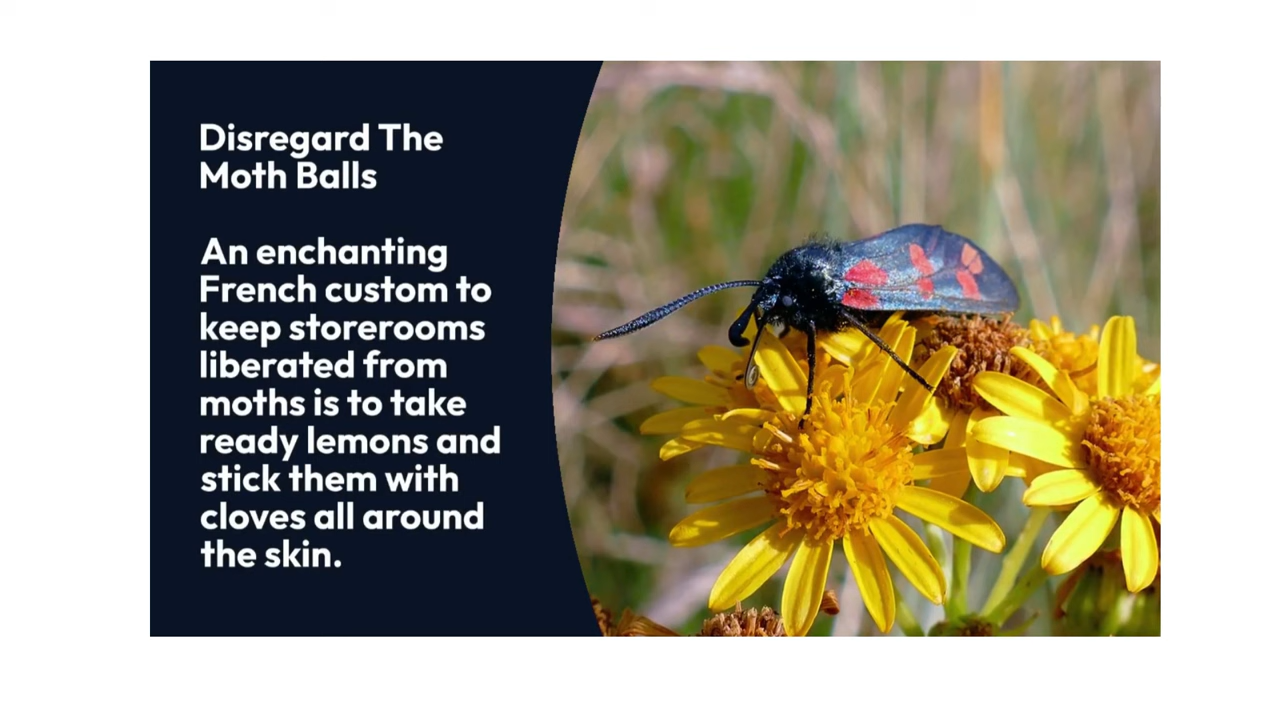 Disregard The
Moth Balls
An enchanting
French custom to
keep storerooms
liberated from
moths is to take
ready lemons and
stick them with
cloves all around
the skin.